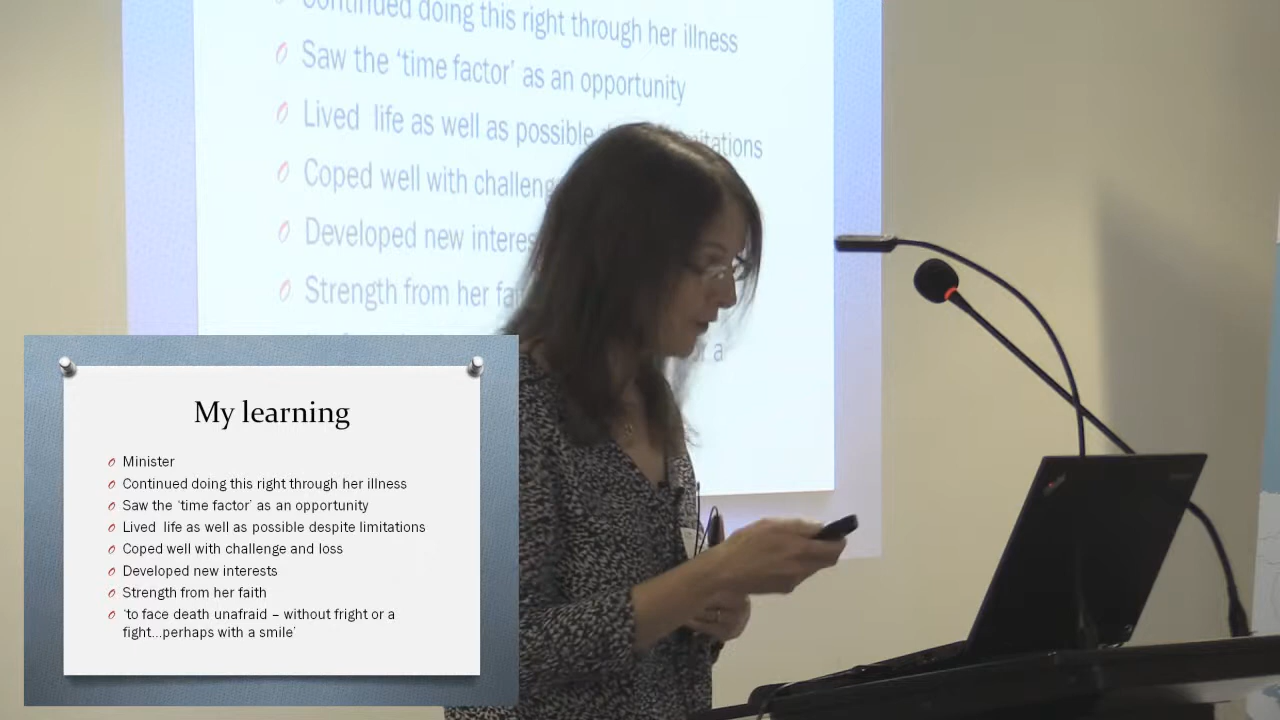 Continued doing this right through her illness
Saw the ‘time factor’ as an opportunity
Lived life as well as possible
Coped well with
Developed new
Strength from her
or a
My learning
Minister
Continued doing this right through her illness
Saw the ‘time factor’ as an opportunity
Lived life as well as possible despite limitations
Coped well with challenge and loss
Developed new interests
Strength from her faith
‘to face death unafraid – without fright or a
fight...perhaps with a smile’